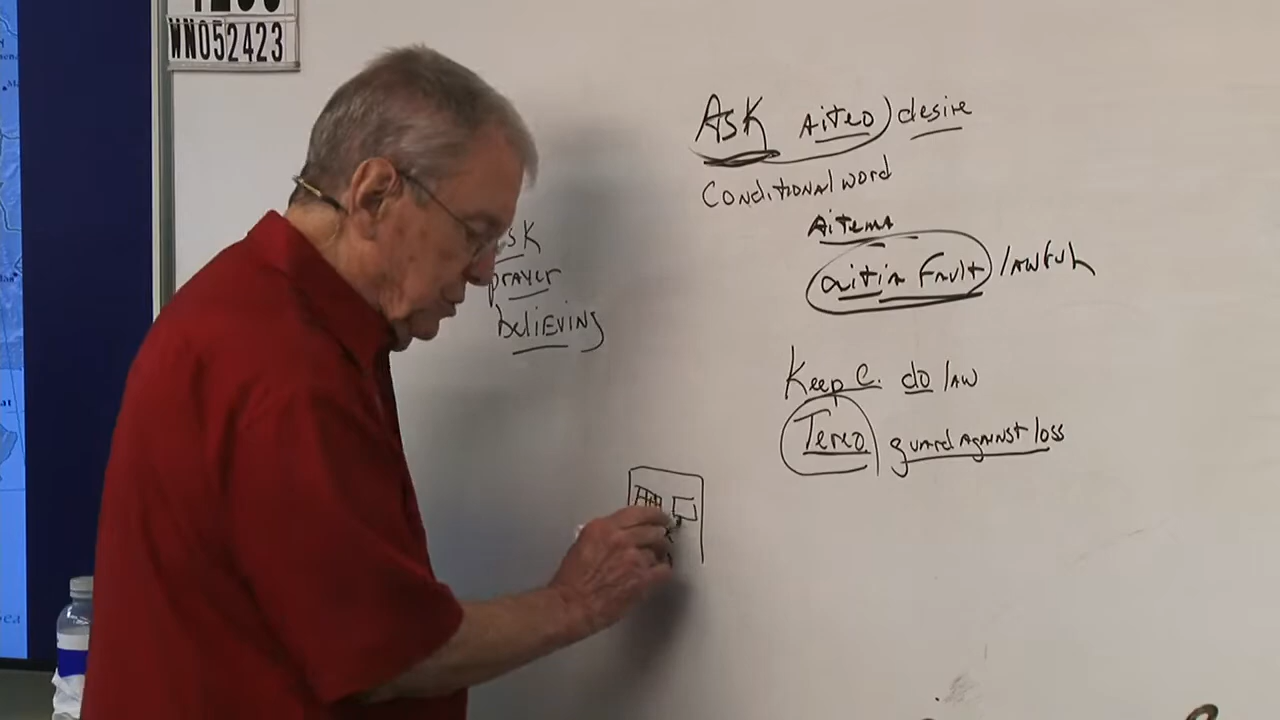 WN052423
Ask Aiteo) desire
Conditional word
Aitema
aitia Fault) lawful
Ask
prayer
believing
Keep C. do law
Tereo guard against loss